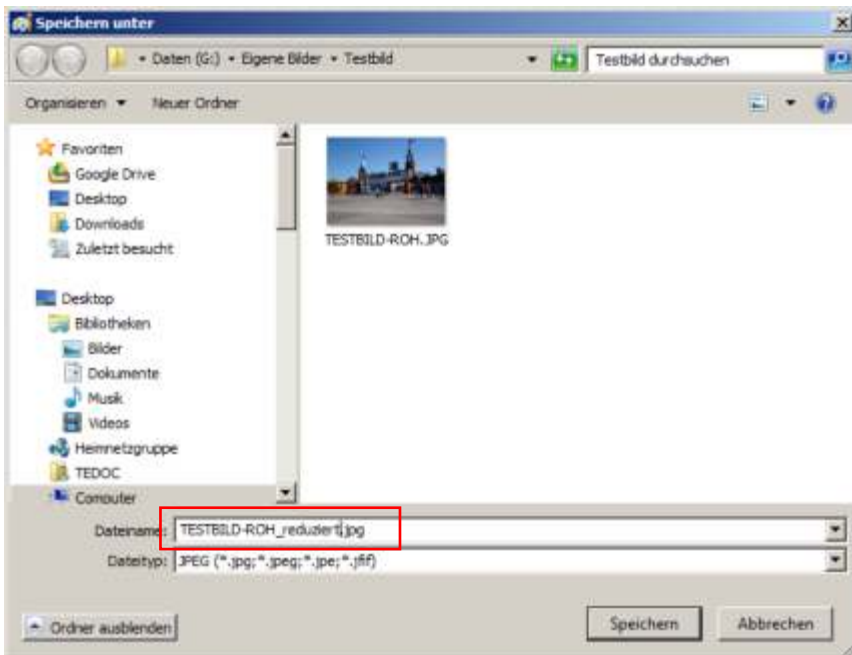 Speichern unter
Daten (G:) Eigene Bilder Testbild
Testbild durchsuchen
Organisieren Neuer Ordner
Favoriten
Google Drive
Desktop
Downloads
Zuletzt besucht
TESTBILD-ROH.JPG
Desktop
Bibliotheken
Bilder
Dokumente
Musik
Videos
Heimnetzgruppe
TEDOC
Computer
Dateiname: TESTBILD-ROH_reduziert.jpg
Dateityp: JPEG (*.jpg;*.jpeg;*.jpe;*.jfif)
Ordner ausblenden
Speichern
Abbrechen